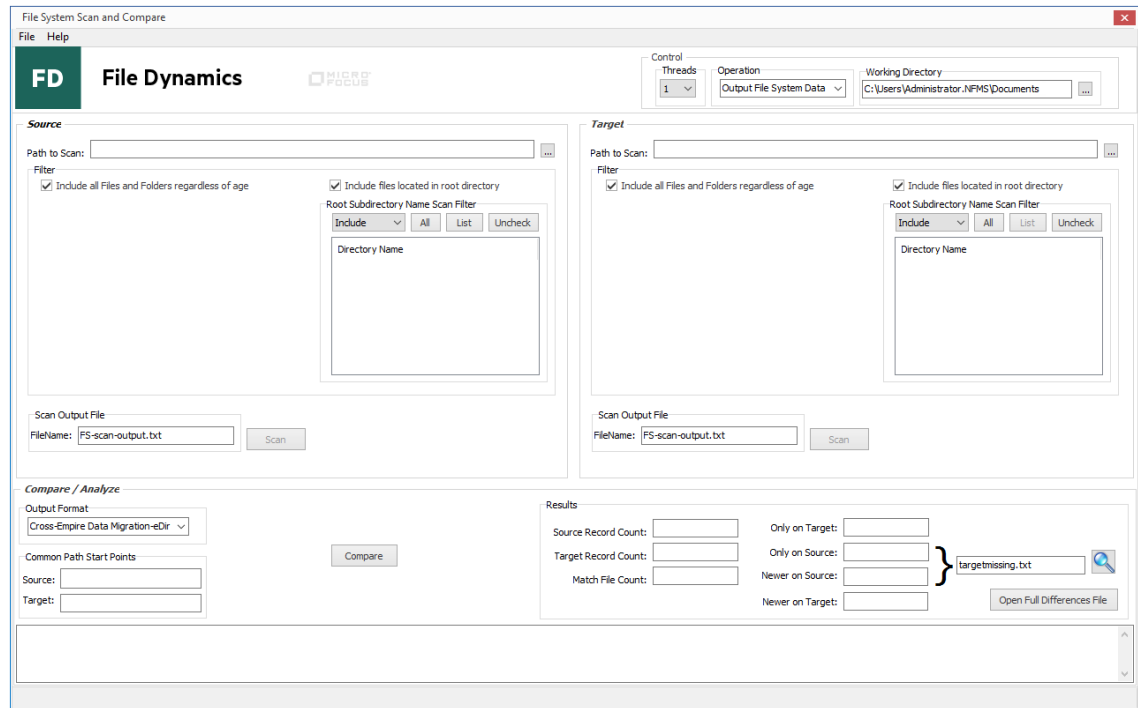 File System Scan and Compare
File Help
FD
File Dynamics
MICRO
FOCUS
Control
Threads
1
Operation
Output File System Data
Working Directory
C:\Users\Administrator.NFMS\Documents
...
Source
Path to Scan:
...
Filter
Include all Files and Folders regardless of age
Include files located in root directory
Root Subdirectory Name Scan Filter
Include All List Uncheck
Directory Name
Scan Output File
FileName: FS-scan-output.txt
Scan
Target
Path to Scan:
...
Filter
Include all Files and Folders regardless of age
Include files located in root directory
Root Subdirectory Name Scan Filter
Include All List Uncheck
Directory Name
Scan Output File
FileName: FS-scan-output.txt
Scan
Compare / Analyze
Output Format
Cross-Empire Data Migration-eDir
Common Path Start Points
Source:
Target:
Compare
Results
Source Record Count:
Target Record Count:
Match File Count:
Only on Target:
Only on Source:
Newer on Source:
Newer on Target:
}
targetmissing.txt
Open Full Differences File